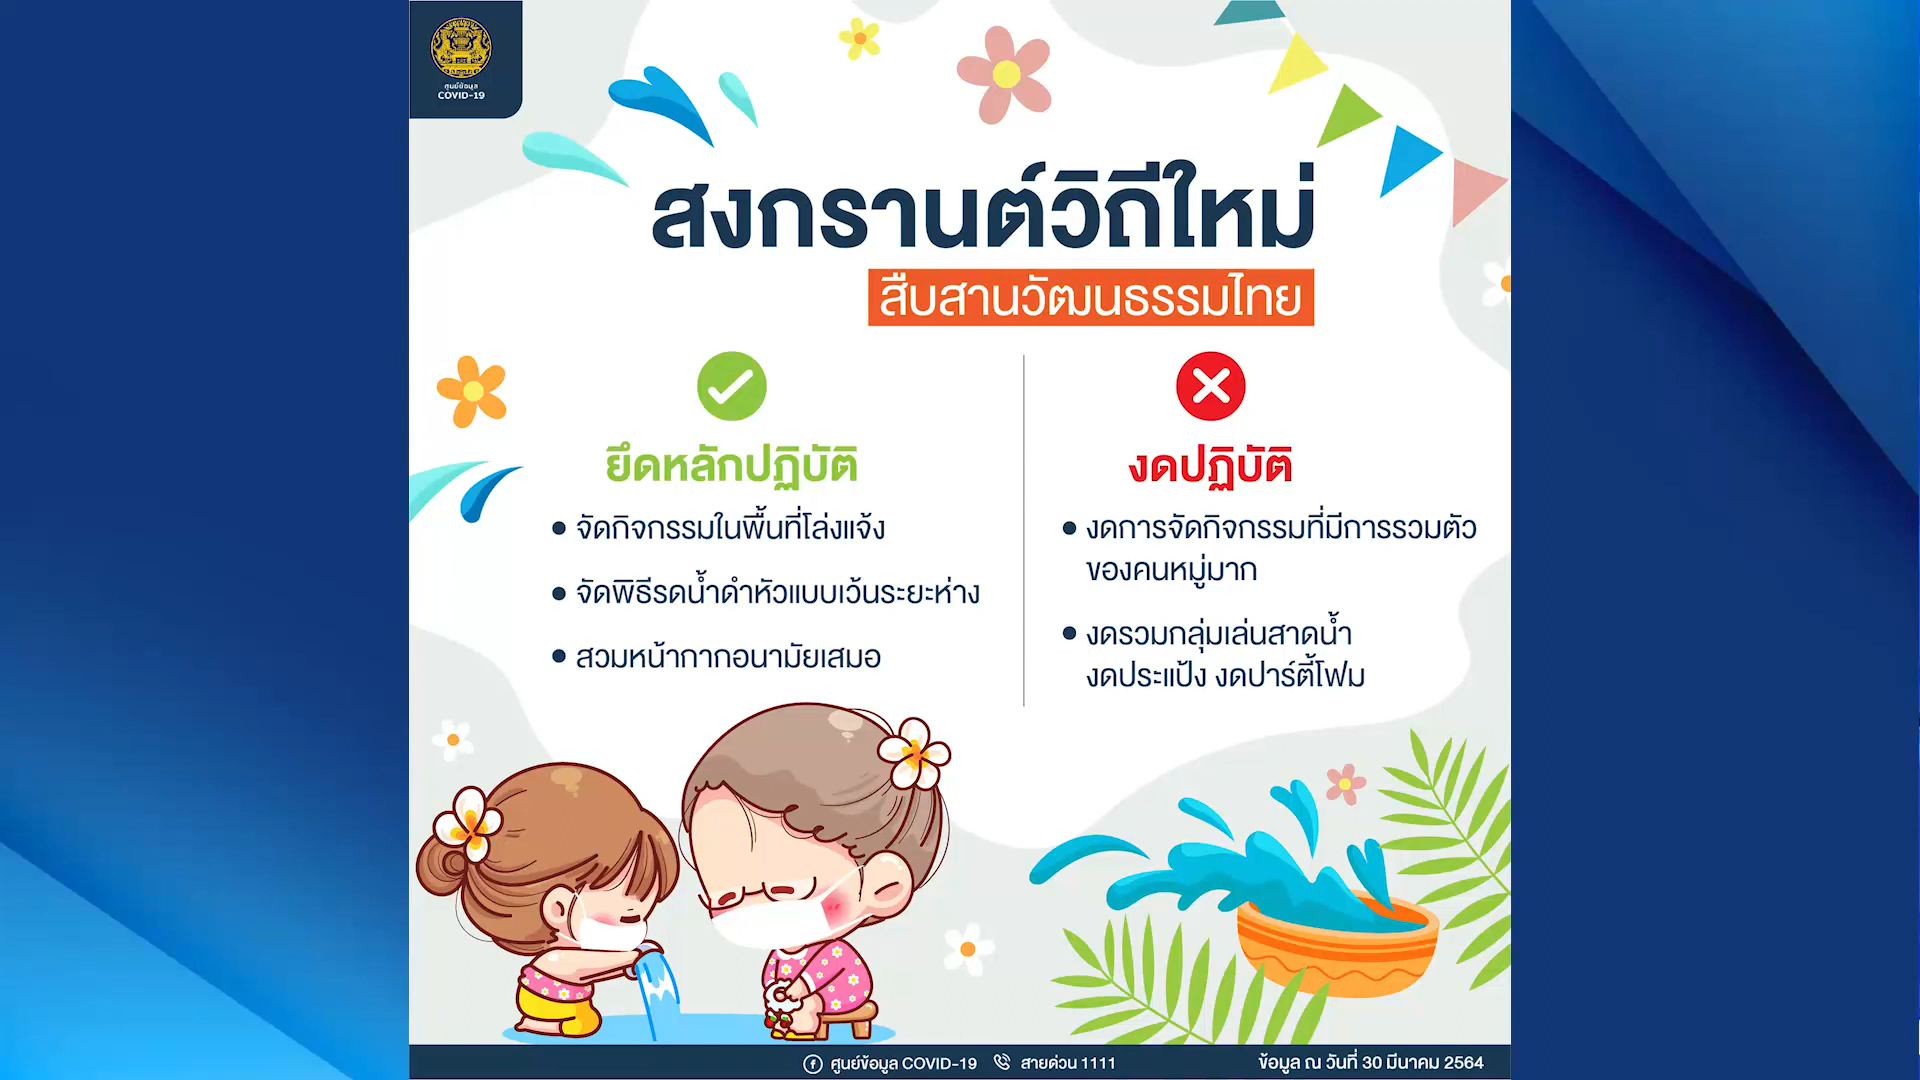 ศูนย์ข้อมูล
COVID-19
สงกรานต์วิถีใหม่
สืบสานวัฒนธรรมไทย
ยึดหลักปฏิบัติ
• จัดกิจกรรมในพื้นที่โล่งแจ้ง
• จัดพิธีรดน้ำดำหัวแบบเว้นระยะห่าง
• สวมหน้ากากอนามัยเสมอ
งดปฏิบัติ
• งดการจัดกิจกรรมที่มีการรวมตัว
ของคนหมู่มาก
• งดรวมกลุ่มเล่นสาดน้ำ
งดประแป้ง งดปาร์ตี้โฟม
ศูนย์ข้อมูล COVID-19 สายด่วน 1111 ข้อมูล ณ วันที่ 30 มีนาคม 2564